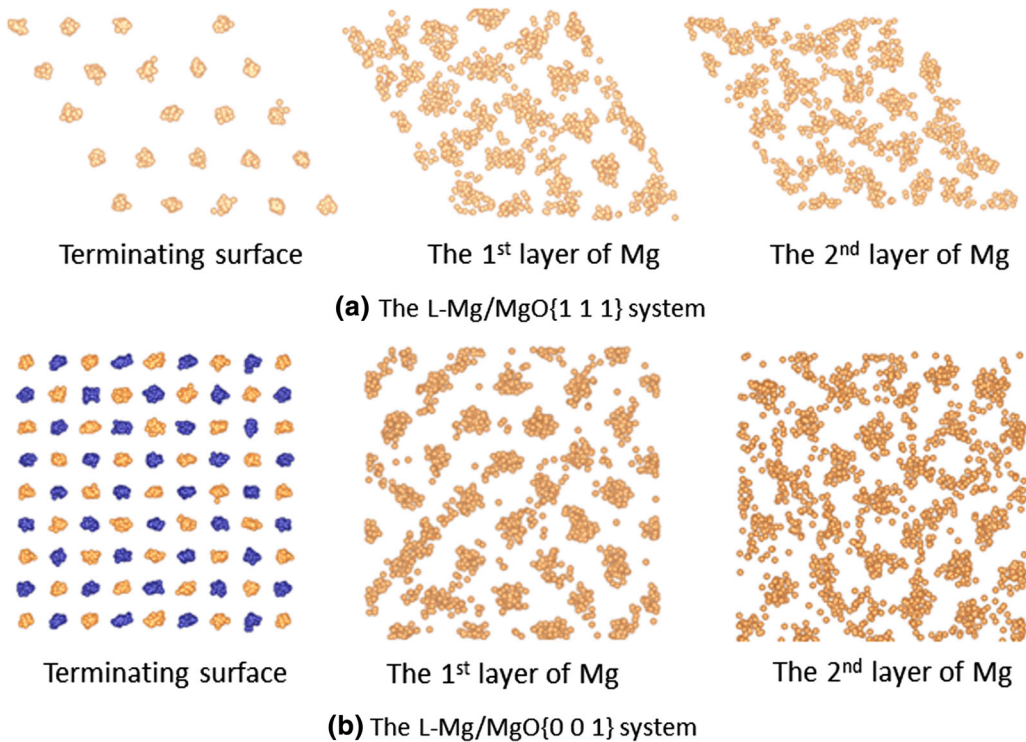 Terminating surface The 1st layer of Mg The 2nd layer of Mg
(a) The L-Mg/MgO{1 1 1} system
Terminating surface The 1st layer of Mg The 2nd layer of Mg
(b) The L-Mg/MgO{0 0 1} system